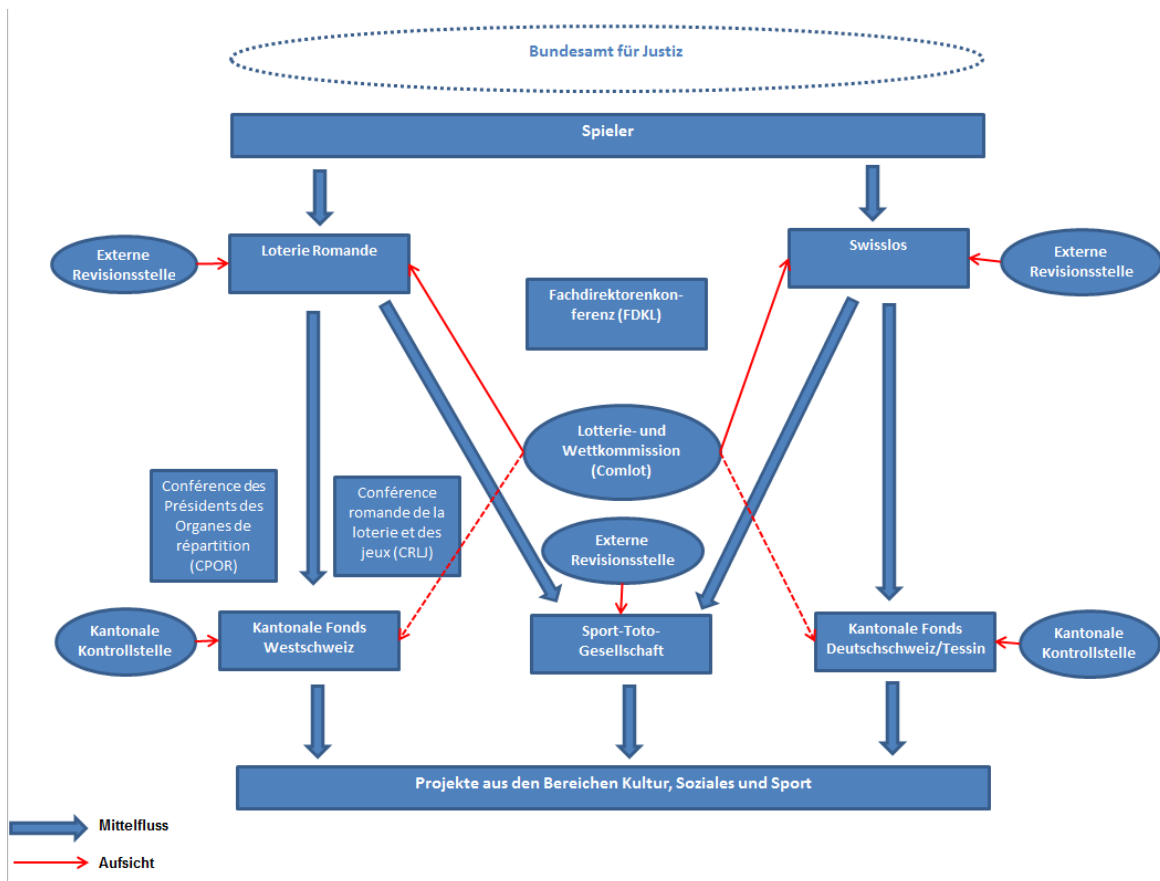 Bundesamt für Justiz
Spieler
Externe
Revisionsstelle
Loterie Romande
Swisslos
Externe
Revisionsstelle
Fachdirektorenkon-
ferenz (FDKL)
Lotterie- und
Wettkommission
(Comlot)
Conférence des
Présidents des
Organes de
répartition
(CPOR)
Conférence
romande de la
loterie et des
jeux (CRLJ)
Externe
Revisionsstelle
Kantonale
Kontrollstelle
Kantonale Fonds
Westschweiz
Sport-Toto-
Gesellschaft
Kantonale Fonds
Deutschschweiz/Tessin
Kantonale
Kontrollstelle
Projekte aus den Bereichen Kultur, Soziales und Sport
Mittelfluss
Aufsicht